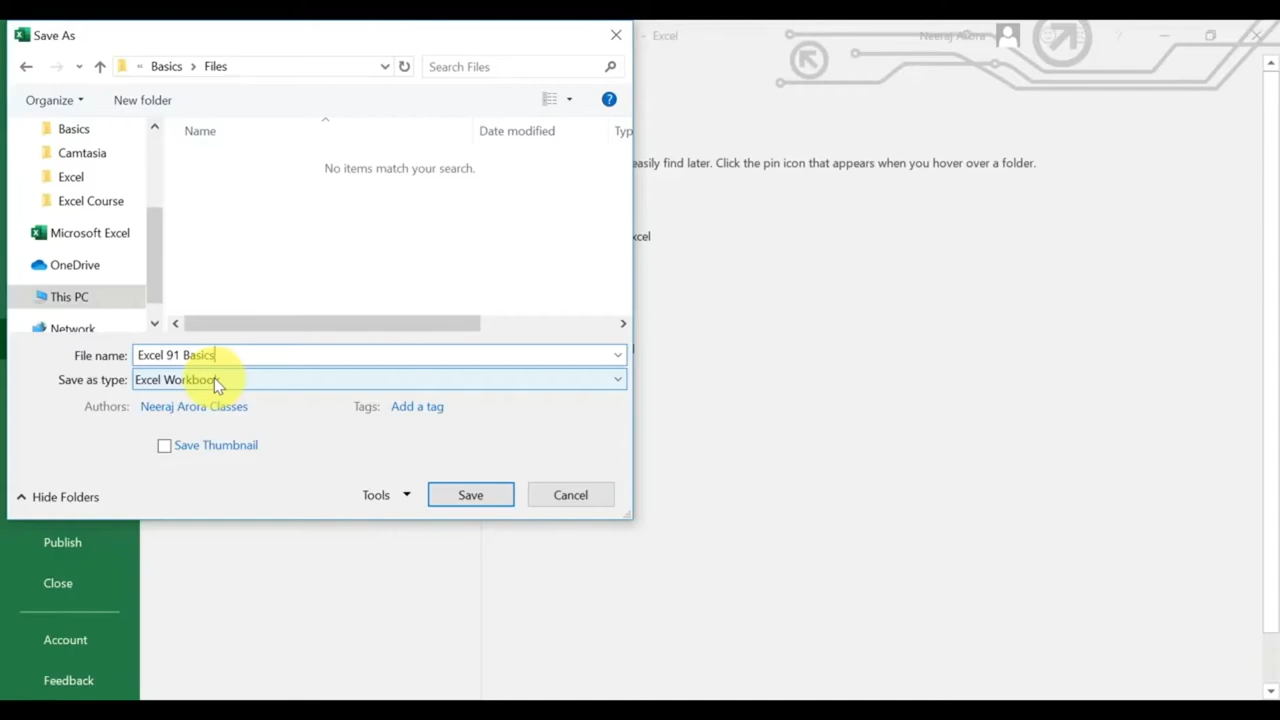 Save As
- Excel
Neeraj Arora
?
« Basics > Files
Search Files
Organize
New folder
?
Basics
Camtasia
Excel
Excel Course
Microsoft Excel
OneDrive
This PC
Network
Name
Date modified
Typ
No items match your search.
easily find later. Click the pin icon that appears when you hover over a folder.
xcel
File name: Excel 91 Basics
Save as type: Excel Workbook
Authors: Neeraj Arora Classes
Tags: Add a tag
Save Thumbnail
Hide Folders
Tools
Save
Cancel
Publish
Close
Account
Feedback